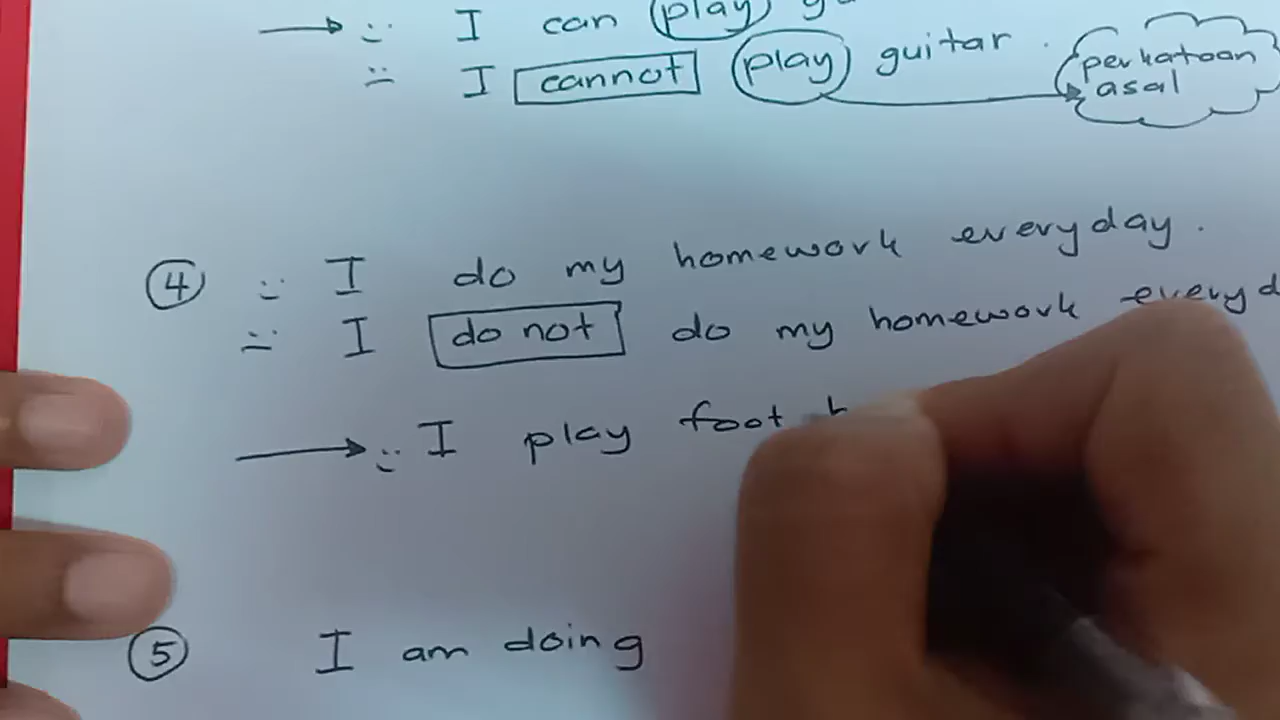 I can play
I cannot play guitar.
perkataan
asal
4 I do my homework everyday.
I do not do my homework
I play foot
5 I am doing